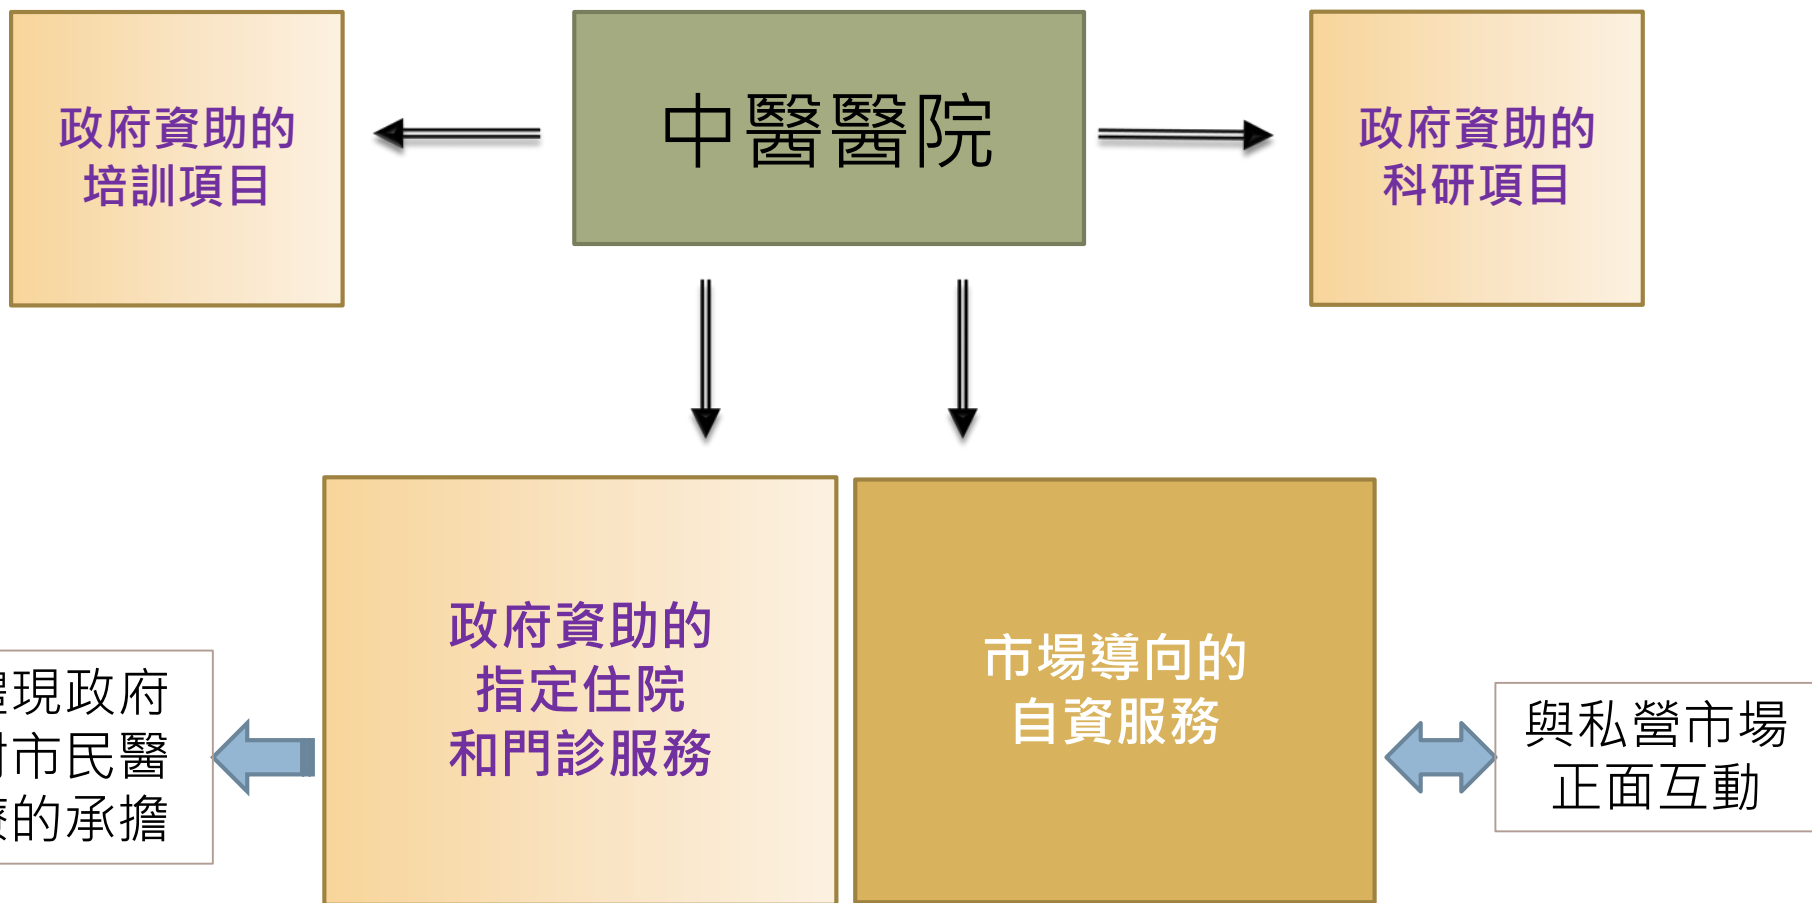 政府資助的
培訓項目
中醫醫院
政府資助的
科研項目
政府資助的
指定住院
和門診服務
市場導向的
自資服務
現政府
市民醫
的承擔
與私營市場
正面互動